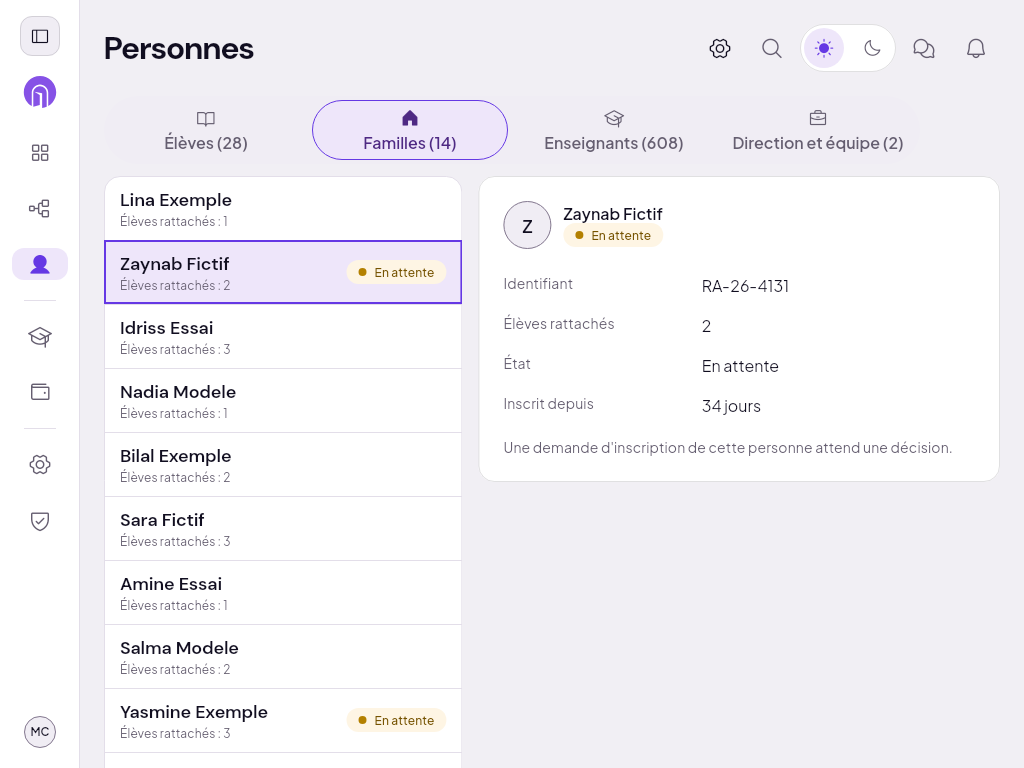 Personnes
Élèves (28)
Familles (14)
Enseignants (608)
Direction et équipe (2)
Lina Exemple
Élèves rattachés : 1
Zaynab Fictif
Élèves rattachés : 2
En attente
Idriss Essai
Élèves rattachés : 3
Nadia Modele
Élèves rattachés : 1
Bilal Exemple
Élèves rattachés : 2
Sara Fictif
Élèves rattachés : 3
Amine Essai
Élèves rattachés : 1
Salma Modele
Élèves rattachés : 2
Yasmine Exemple
Élèves rattachés : 3
En attente
MC
Z
Zaynab Fictif
En attente
Identifiant
RA-26-4131
Élèves rattachés
2
État
En attente
Inscrit depuis
34 jours
Une demande d'inscription de cette personne attend une décision.